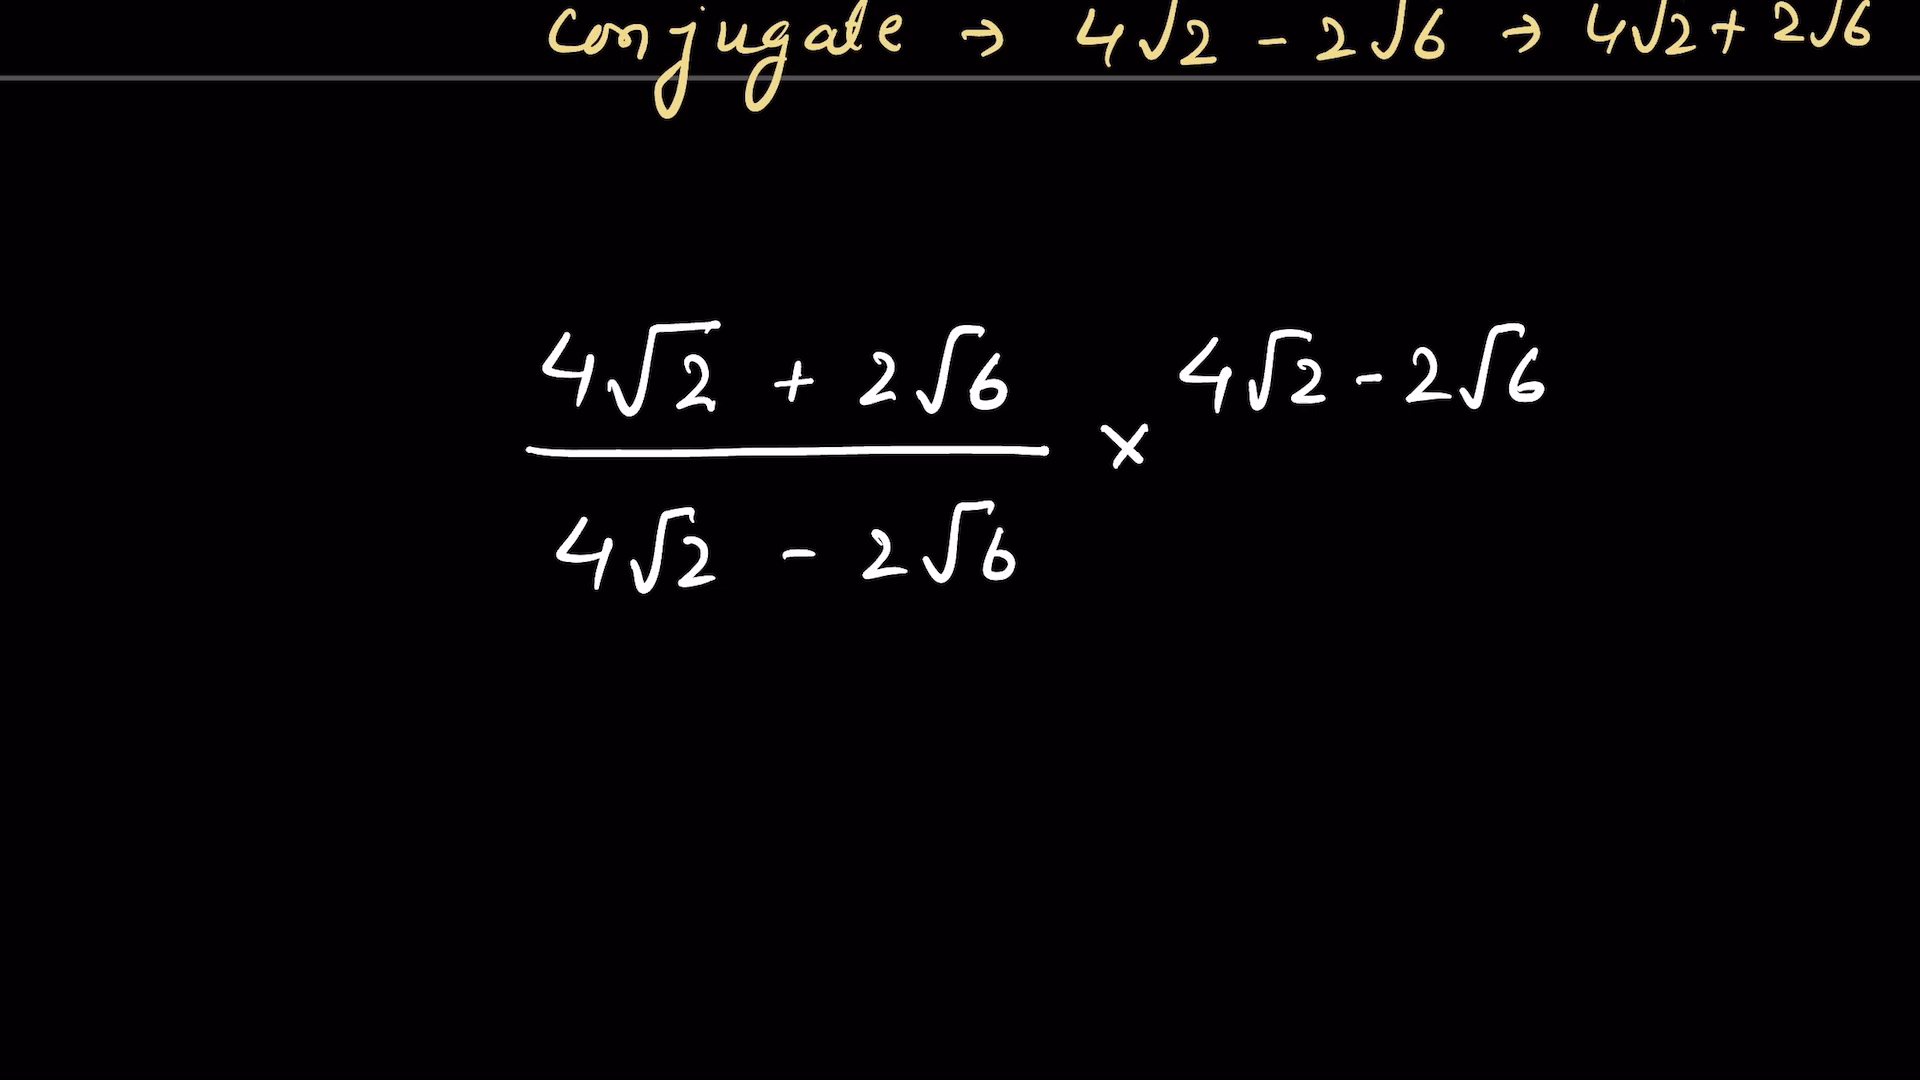 conjugate → 4√2 - 2√6 → 4√2 + 2√6
4√2 + 2√6 × 4√2 - 2√6
4√2 - 2√6